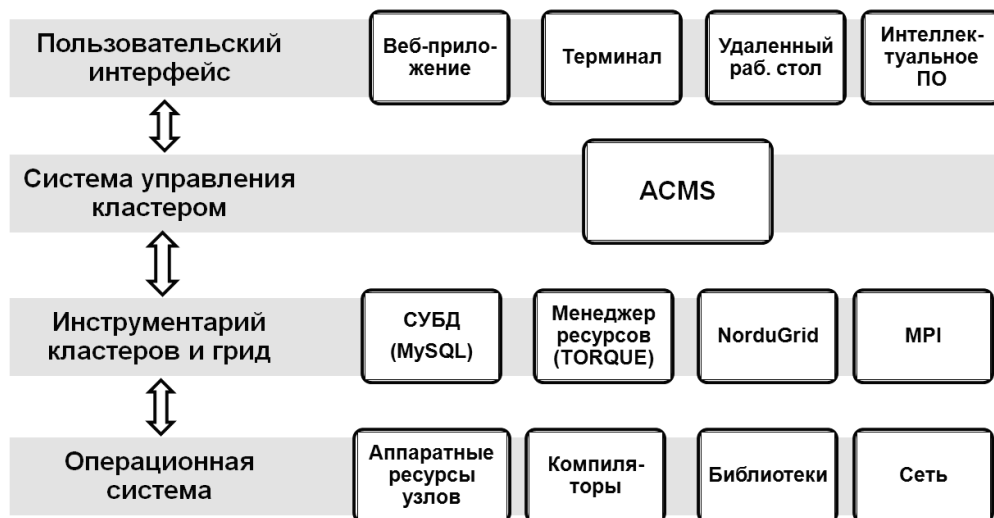 Пользовательский
интерфейс
Веб-прило-
жение
Терминал
Удаленный
раб. стол
Интеллек-
туальное
ПО
Система управления
кластером
ACMS
Инструментарий
кластеров и грид
СУБД
(MySQL)
Менеджер
ресурсов
(TORQUE)
NorduGrid
MPI
Операционная
система
Аппаратные
ресурсы
узлов
Компиля-
торы
Библиотеки
Сеть